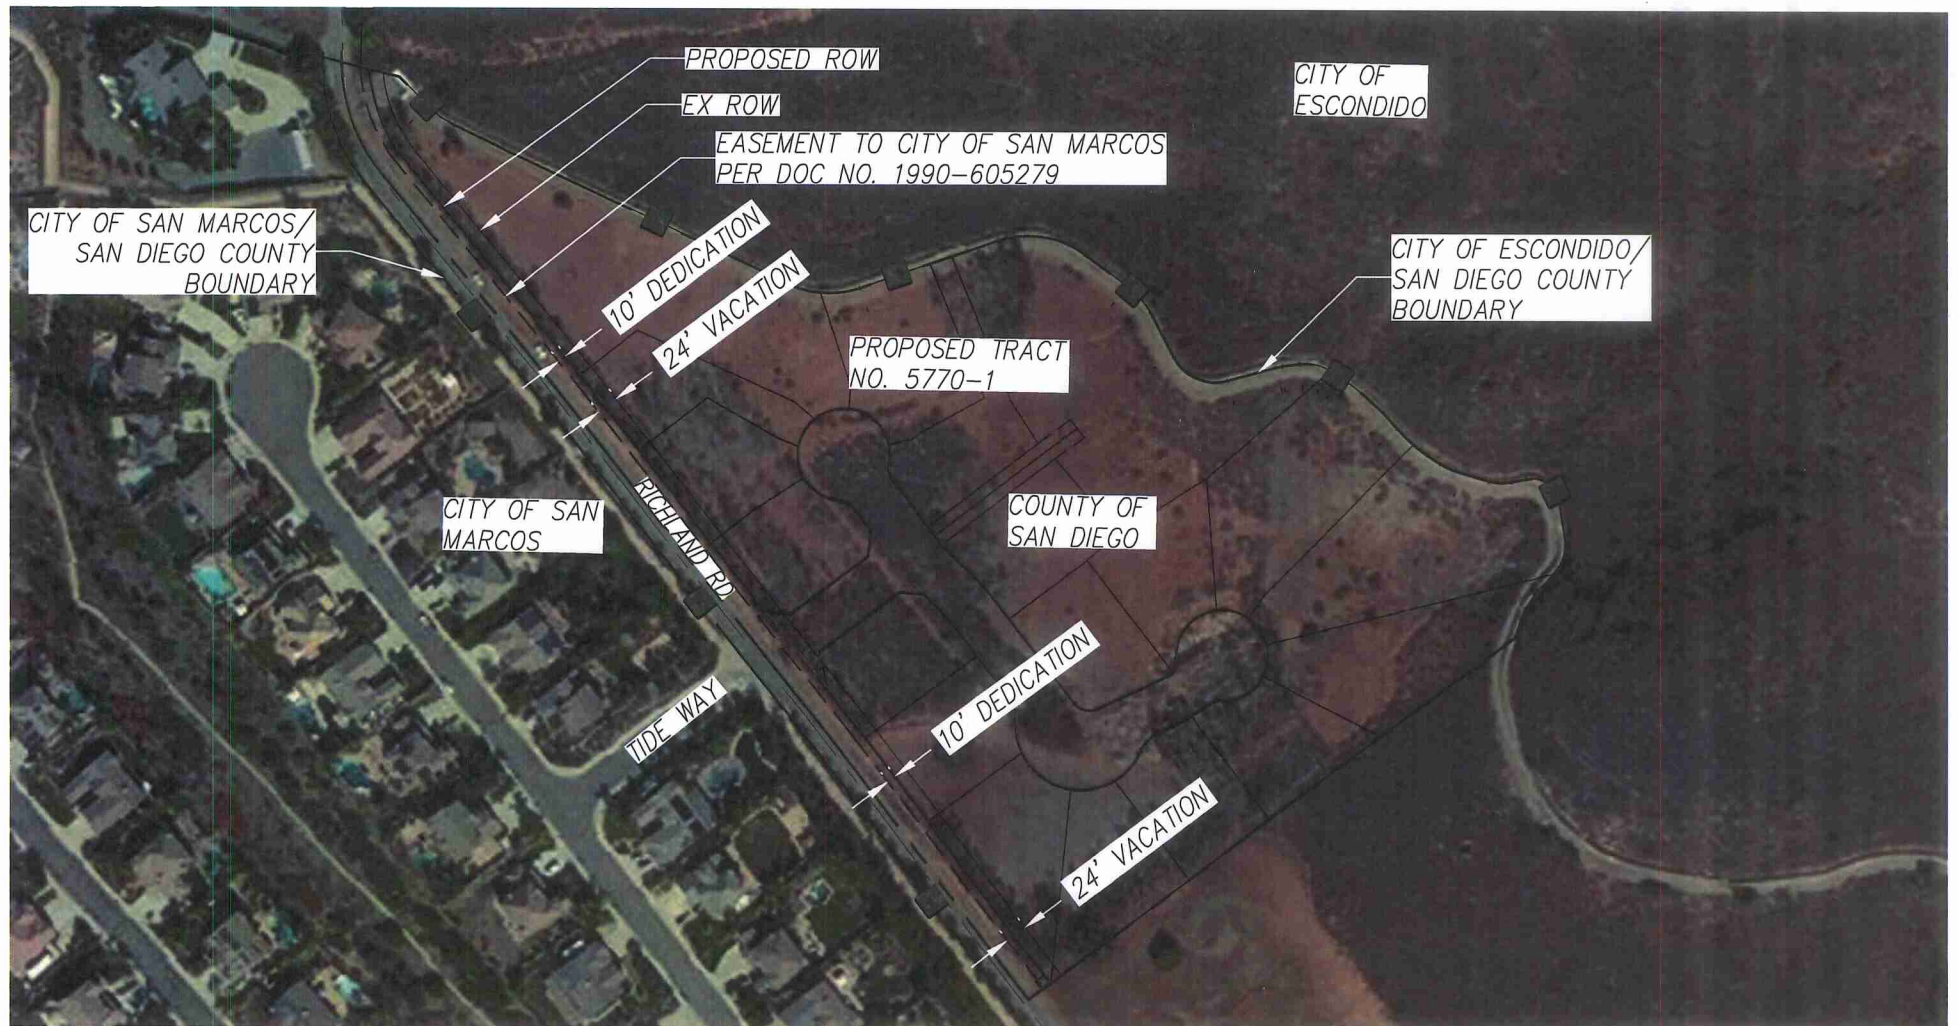 PROPOSED ROW
CITY OF
ESCONDIDO
EX ROW
EASEMENT TO CITY OF SAN MARCOS
PER DOC NO. 1990-605279
CITY OF SAN MARCOS/
SAN DIEGO COUNTY
BOUNDARY
10' DEDICATION
24' VACATION
CITY OF ESCONDIDO/
SAN DIEGO COUNTY
BOUNDARY
PROPOSED TRACT
NO. 5770-1
CITY OF SAN
MARCOS
RICHLAND RD
COUNTY OF
SAN DIEGO
TIDE WAY
10' DEDICATION
24' VACATION